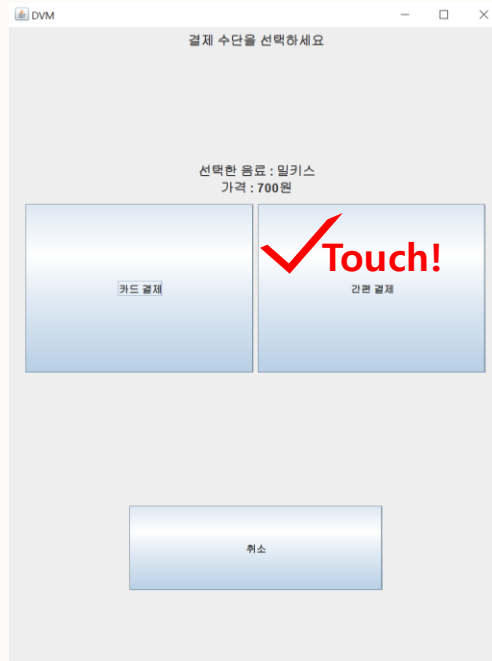 DVM
결제 수단을 선택하세요
선택한 음료 : 밀키스
가격 : 700원
Touch!
카드 결제
간편 결제
취소